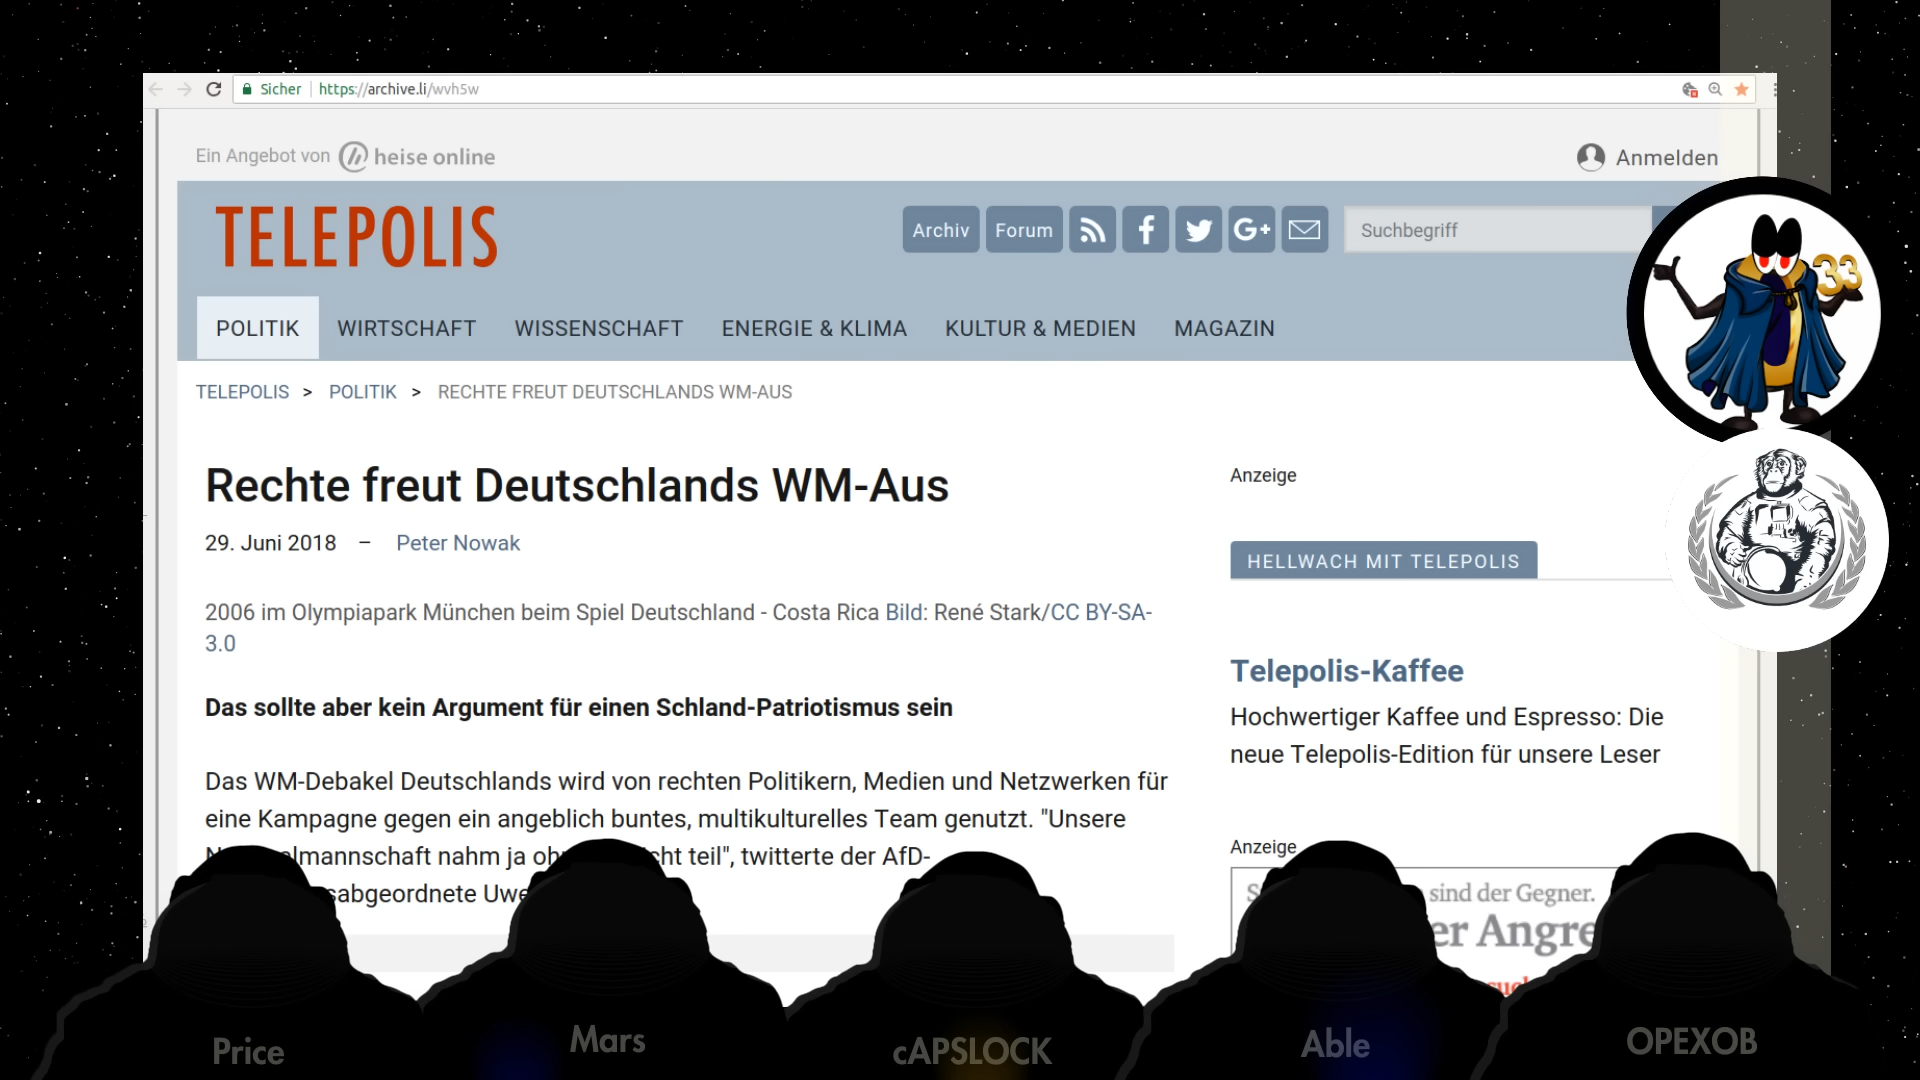 Sicher https://archive.li/wvh5w
Ein Angebot von heise online
Anmelden
TELEPOLIS
Archiv Forum G+ Suchbegriff
33
POLITIK WIRTSCHAFT WISSENSCHAFT ENERGIE & KLIMA KULTUR & MEDIEN MAGAZIN
TELEPOLIS > POLITIK > RECHTE FREUT DEUTSCHLANDS WM-AUS
Rechte freut Deutschlands WM-Aus
29. Juni 2018 – Peter Nowak
2006 im Olympiapark München beim Spiel Deutschland - Costa Rica Bild: René Stark/CC BY-SA-
3.0
Das sollte aber kein Argument für einen Schland-Patriotismus sein
Das WM-Debakel Deutschlands wird von rechten Politikern, Medien und Netzwerken für
eine Kampagne gegen ein angeblich buntes, multikulturelles Team genutzt. "Unsere
nahm ja teil", twitterte der AfD-
Uwe
Anzeige
HELLWACH MIT TELEPOLIS
Telepolis-Kaffee
Hochwertiger Kaffee und Espresso: Die
neue Telepolis-Edition für unsere Leser
Anzeige
sind der Gegner.
Price
Mars
cAPSLOCK
Able
OPEXOB